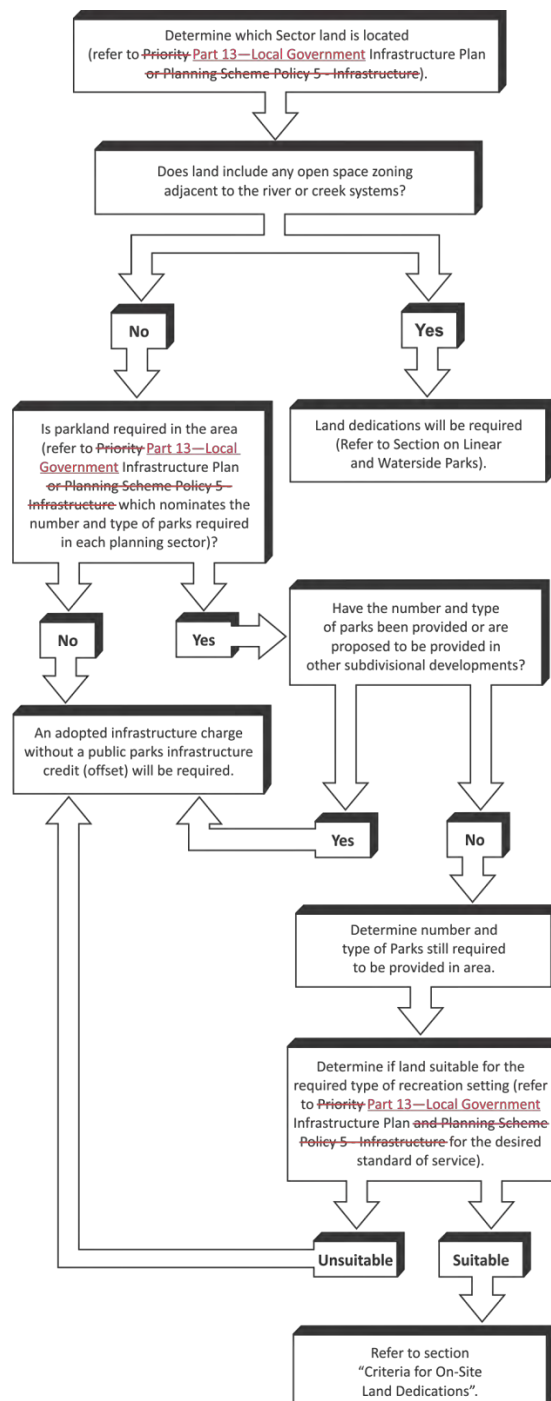 Determine which Sector land is located
(refer to Priority Part 13—Local Government Infrastructure Plan
or Planning Scheme Policy 5 - Infrastructure).
Does land include any open space zoning
adjacent to the river or creek systems?
No
Yes
Is parkland required in the area
(refer to Priority Part 13—Local
Government Infrastructure Plan
or Planning Scheme Policy 5 -
Infrastructure which nominates the
number and type of parks required
in each planning sector)?
Land dedications will be required
(Refer to Section on Linear
and Waterside Parks).
No
Yes
Have the number and type
of parks been provided or are
proposed to be provided in
other subdivisional developments?
An adopted infrastructure charge
without a public parks infrastructure
credit (offset) will be required.
Yes
No
Determine number and
type of Parks still required
to be provided in area.
Determine if land suitable for the
required type of recreation setting (refer
to Priority Part 13—Local Government
Infrastructure Plan and Planning Scheme
Policy 5 - Infrastructure for the desired
standard of service).
Unsuitable
Suitable
Refer to section
“Criteria for On-Site
Land Dedications”.